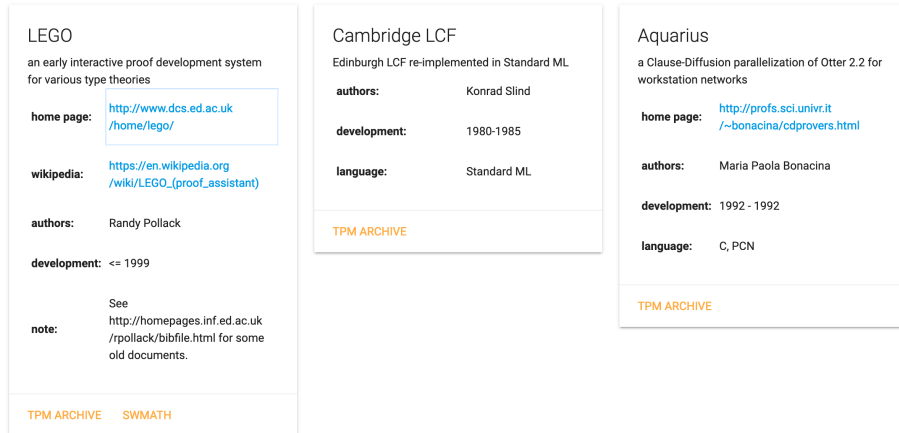 LEGO
an early interactive proof development system
for various type theories
home page:
http://www.dcs.ed.ac.uk
/home/lego/
wikipedia:
https://en.wikipedia.org
/wiki/LEGO_(proof_assistant)
authors: Randy Pollack
development: <= 1999
note:
See
http://homepages.inf.ed.ac.uk
/rpollack/bibfile.html for some
old documents.
TPM ARCHIVE SWMATH
Cambridge LCF
Edinburgh LCF re-implemented in Standard ML
authors: Konrad Slind
development: 1980-1985
language: Standard ML
TPM ARCHIVE
Aquarius
a Clause-Diffusion parallelization of Otter 2.2 for
workstation networks
home page:
http://profs.sci.univr.it
/~bonacina/cdprovers.html
authors: Maria Paola Bonacina
development: 1992 - 1992
language: C, PCN
TPM ARCHIVE